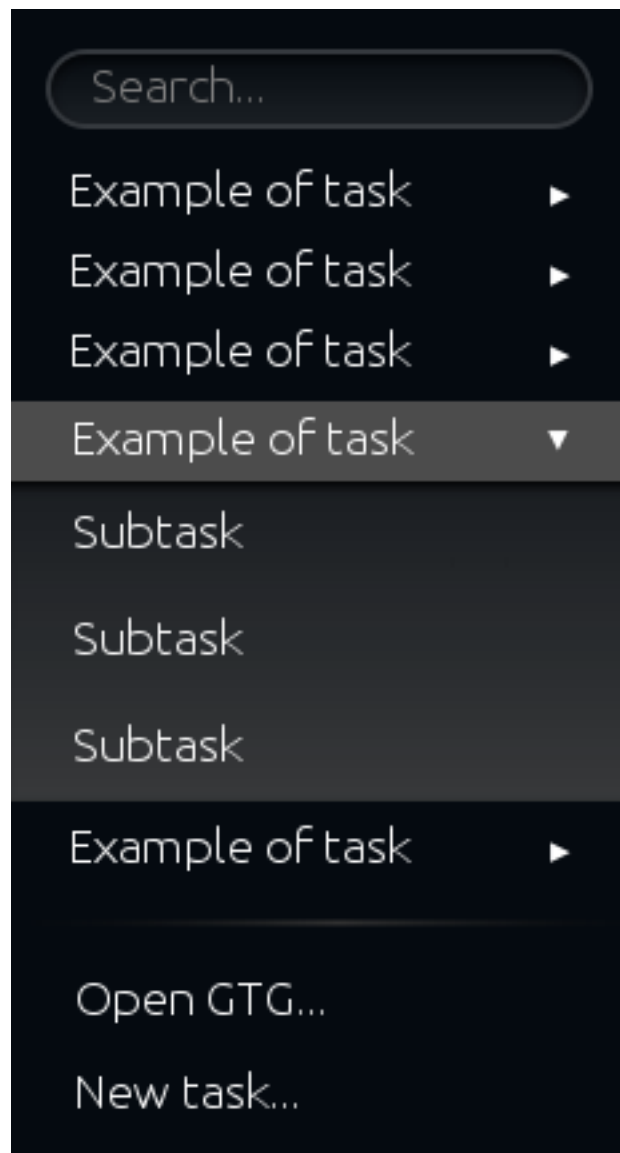 Search...
Example of task
Example of task
Example of task
Example of task
Subtask
Subtask
Subtask
Example of task
Open GTG...
New task...